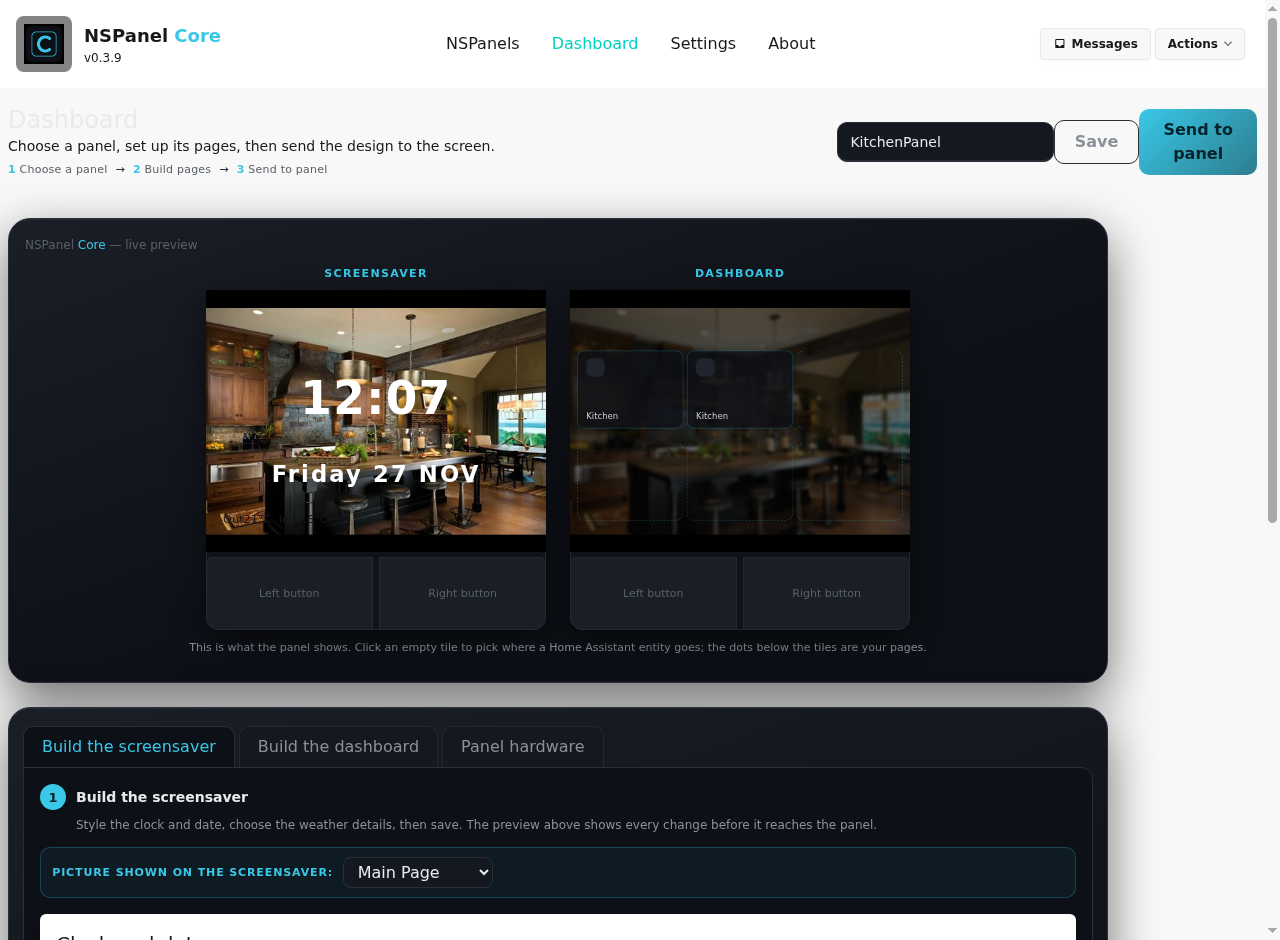 NSPanel Core
v0.3.9
NSPanels
Dashboard
Settings
About
Messages
Actions
Dashboard
Choose a panel, set up its pages, then send the design to the screen.
1 Choose a panel → 2 Build pages → 3 Send to panel
KitchenPanel
Save
Send to
panel
NSPanel Core — live preview
SCREENSAVER
DASHBOARD
12:07
Friday 27 NOV
Kitchen
Kitchen
Left button
Right button
Left button
Right button
This is what the panel shows. Click an empty tile to pick where a Home Assistant entity goes; the dots below the tiles are your pages.
Build the screensaver
Build the dashboard
Panel hardware
1 Build the screensaver
Style the clock and date, choose the weather details, then save. The preview above shows every change before it reaches the panel.
PICTURE SHOWN ON THE SCREENSAVER:
Main Page